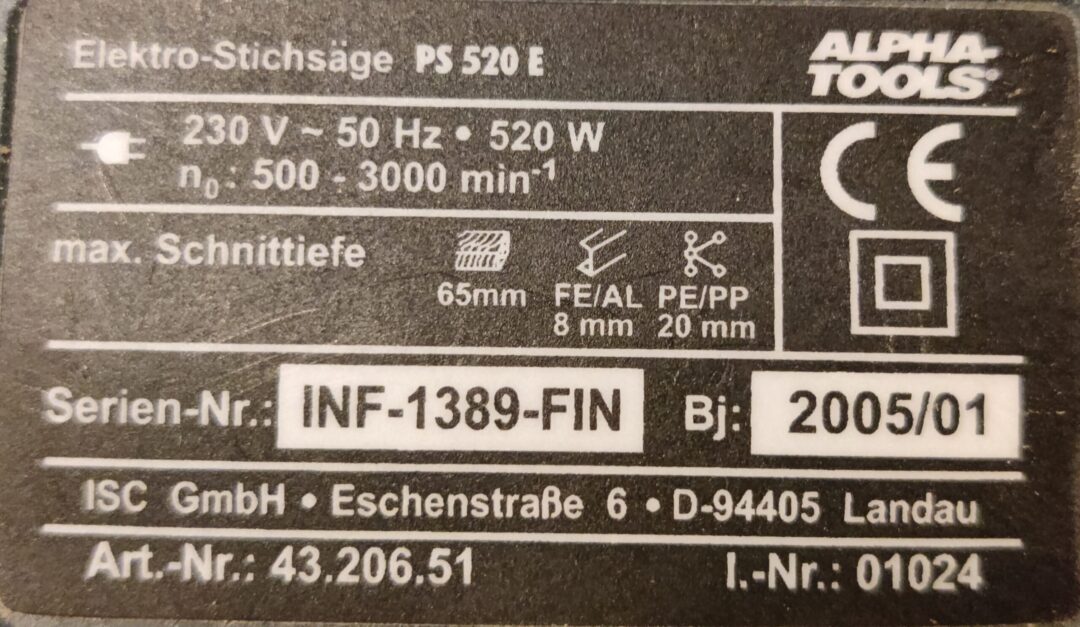 Elektro-Stichsäge PS 520 E
ALPHA-
TOOLS®
230 V ~ 50 Hz • 520 W
n₀: 500 - 3000 min⁻¹
CE
max. Schnittiefe
65mm
FE/AL
8 mm
PE/PP
20 mm
Serien-Nr.: INF-1389-FIN Bj: 2005/01
ISC GmbH • Eschenstraße 6 • D-94405 Landau
Art.-Nr.: 43.206.51 I.-Nr.: 01024